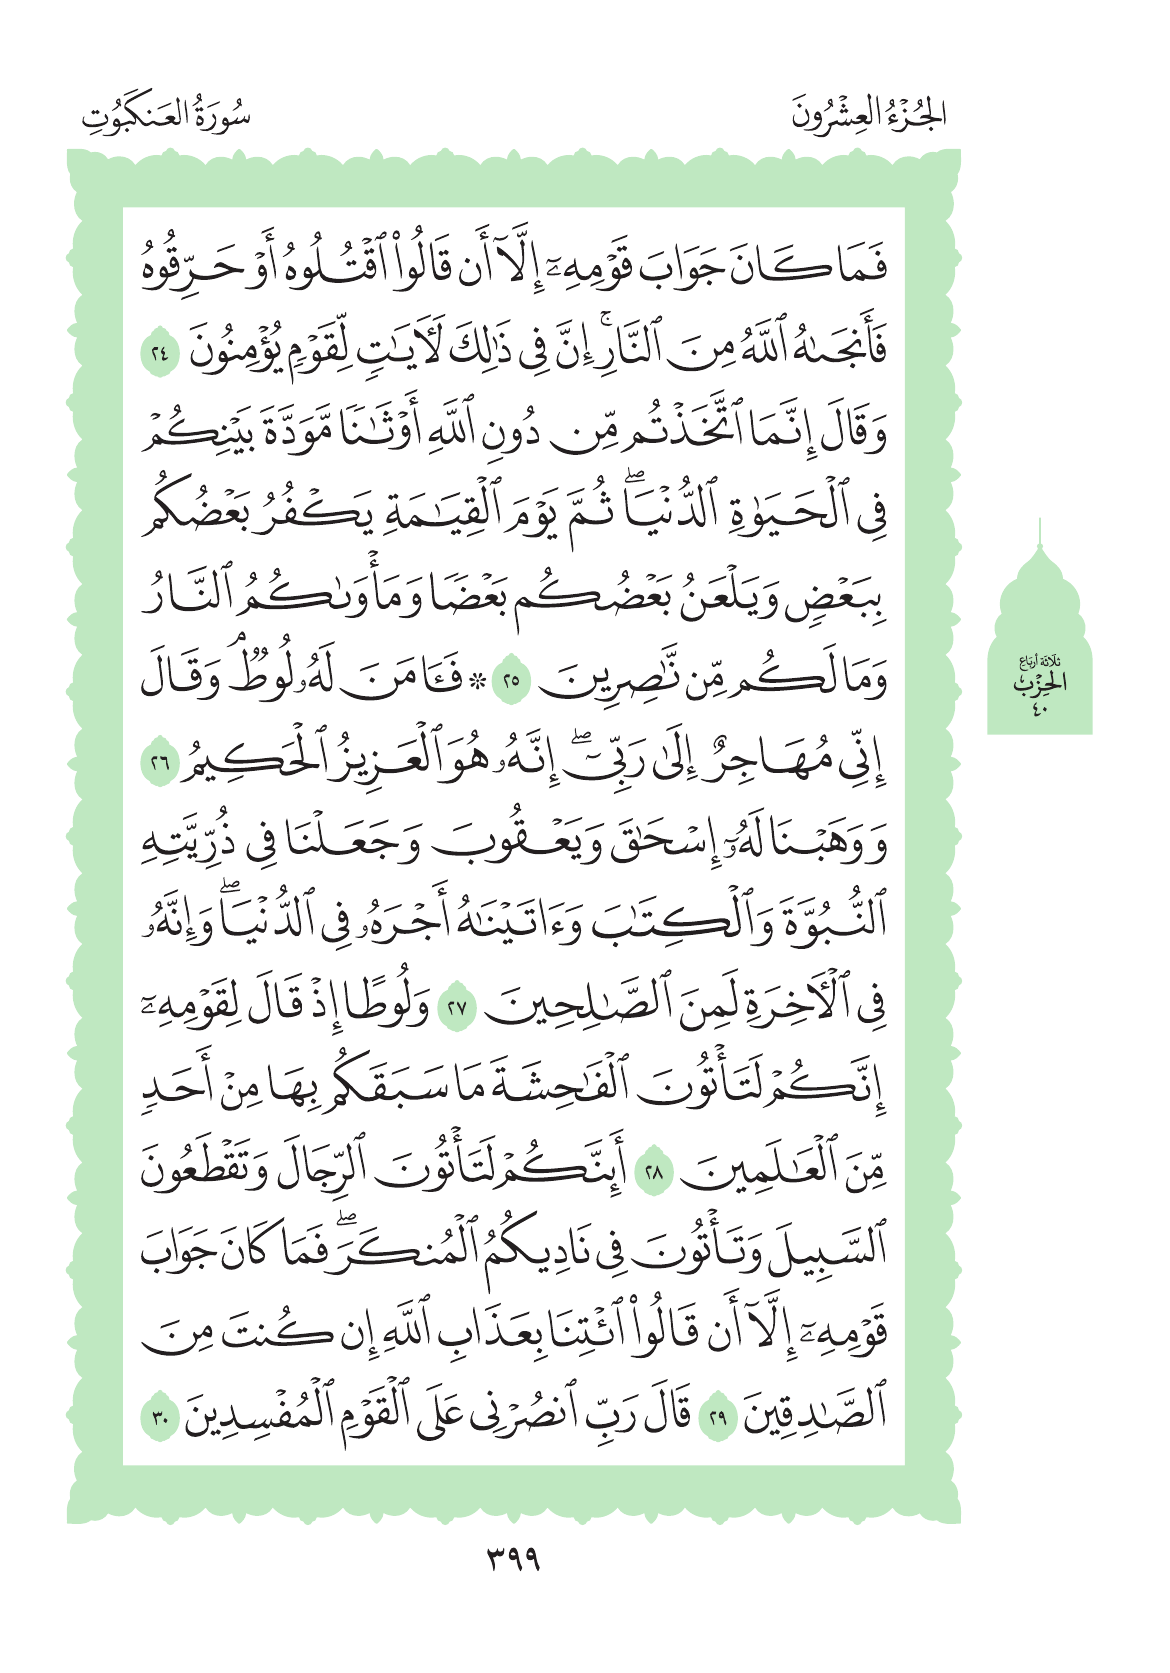 الجُزْءُ العِشْرُونَ
سُورَةُ العَنكَبُوتِ
فَمَا كَانَ جَوَابَ قَوْمِهِۦٓ إِلَّآ أَن قَالُوا۟ ٱقْتُلُوهُ أَوْ حَرِّقُوهُ
فَأَنجَىٰهُ ٱللَّهُ مِنَ ٱلنَّارِۚ إِنَّ فِى ذَٰلِكَ لَـَٔايَـٰتٍ لِّقَوْمٍ يُؤْمِنُونَ ٢٤
وَقَالَ إِنَّمَا ٱتَّخَذْتُم مِّن دُونِ ٱللَّهِ أَوْثَـٰنًا مَّوَدَّةَ بَيْنِكُمْ
فِى ٱلْحَيَوٰةِ ٱلدُّنْيَاۖ ثُمَّ يَوْمَ ٱلْقِيَـٰمَةِ يَكْفُرُ بَعْضُكُم
بِبَعْضٍ وَيَلْعَنُ بَعْضُكُم بَعْضًا وَمَأْوَىٰكُمُ ٱلنَّارُ
وَمَا لَكُم مِّن نَّـٰصِرِينَ ٢٥ ۞ فَـَٔامَنَ لَهُۥ لُوطٌۘ وَقَالَ
إِنِّى مُهَاجِرٌ إِلَىٰ رَبِّىٓۖ إِنَّهُۥ هُوَ ٱلْعَزِيزُ ٱلْحَكِيمُ ٢٦
وَوَهَبْنَا لَهُۥٓ إِسْحَـٰقَ وَيَعْقُوبَ وَجَعَلْنَا فِى ذُرِّيَّتِهِ
ٱلنُّبُوَّةَ وَٱلْكِتَـٰبَ وَءَاتَيْنَـٰهُ أَجْرَهُۥ فِى ٱلدُّنْيَاۖ وَإِنَّهُۥ
فِى ٱلْـَٔاخِرَةِ لَمِنَ ٱلصَّـٰلِحِينَ ٢٧ وَلُوطًا إِذْ قَالَ لِقَوْمِهِۦٓ
إِنَّكُمْ لَتَأْتُونَ ٱلْفَـٰحِشَةَ مَا سَبَقَكُم بِهَا مِنْ أَحَدٍ
مِّنَ ٱلْعَـٰلَمِينَ ٢٨ أَئِنَّكُمْ لَتَأْتُونَ ٱلرِّجَالَ وَتَقْطَعُونَ
ٱلسَّبِيلَ وَتَأْتُونَ فِى نَادِيكُمُ ٱلْمُنكَرَۖ فَمَا كَانَ جَوَابَ
قَوْمِهِۦٓ إِلَّآ أَن قَالُوا۟ ٱئْتِنَا بِعَذَابِ ٱللَّهِ إِن كُنتَ مِنَ
ٱلصَّـٰدِقِينَ ٢٩ قَالَ رَبِّ ٱنصُرْنِى عَلَى ٱلْقَوْمِ ٱلْمُفْسِدِينَ ٣٠
ثلاثة أرباع
الحِزْب
٤٠
٣٩٩